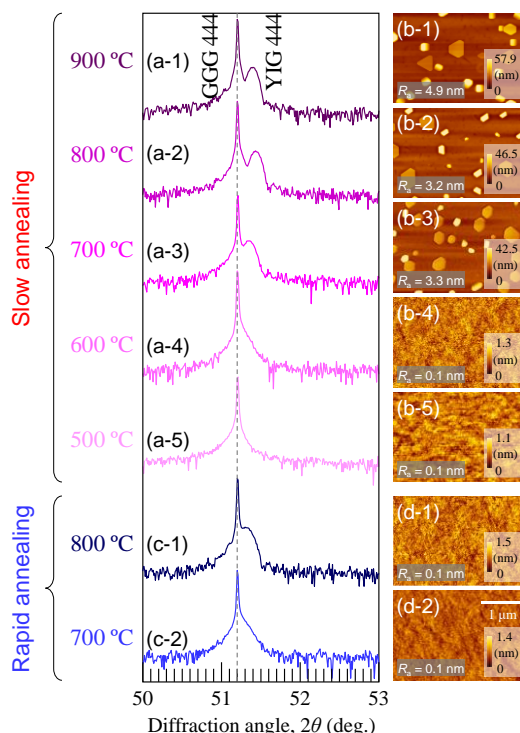 Slow annealing
Rapid annealing
900 ºC
800 ºC
700 ºC
600 ºC
500 ºC
800 ºC
700 ºC
(a-1)
(a-2)
(a-3)
(a-4)
(a-5)
(c-1)
(c-2)
GGG 444
YIG 444
50
51
52
53
Diffraction angle, 2θ (deg.)
(b-1)
57.9
(nm)
0
Ra = 4.9 nm
(b-2)
46.5
(nm)
0
Ra = 3.2 nm
(b-3)
42.5
(nm)
0
Ra = 3.3 nm
(b-4)
1.3
(nm)
0
Ra = 0.1 nm
(b-5)
1.1
(nm)
0
Ra = 0.1 nm
(d-1)
1.5
(nm)
0
Ra = 0.1 nm
(d-2)
1 μm
1.4
(nm)
0
Ra = 0.1 nm